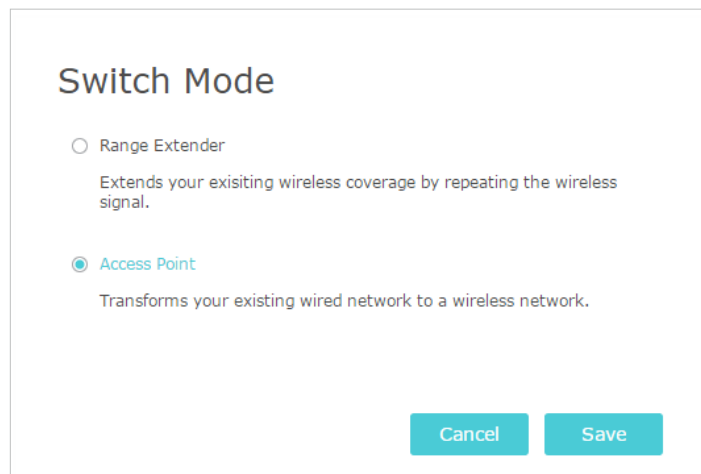 Switch Mode
Range Extender
Extends your exisiting wireless coverage by repeating the wireless
signal.
Access Point
Transforms your existing wired network to a wireless network.
Cancel
Save